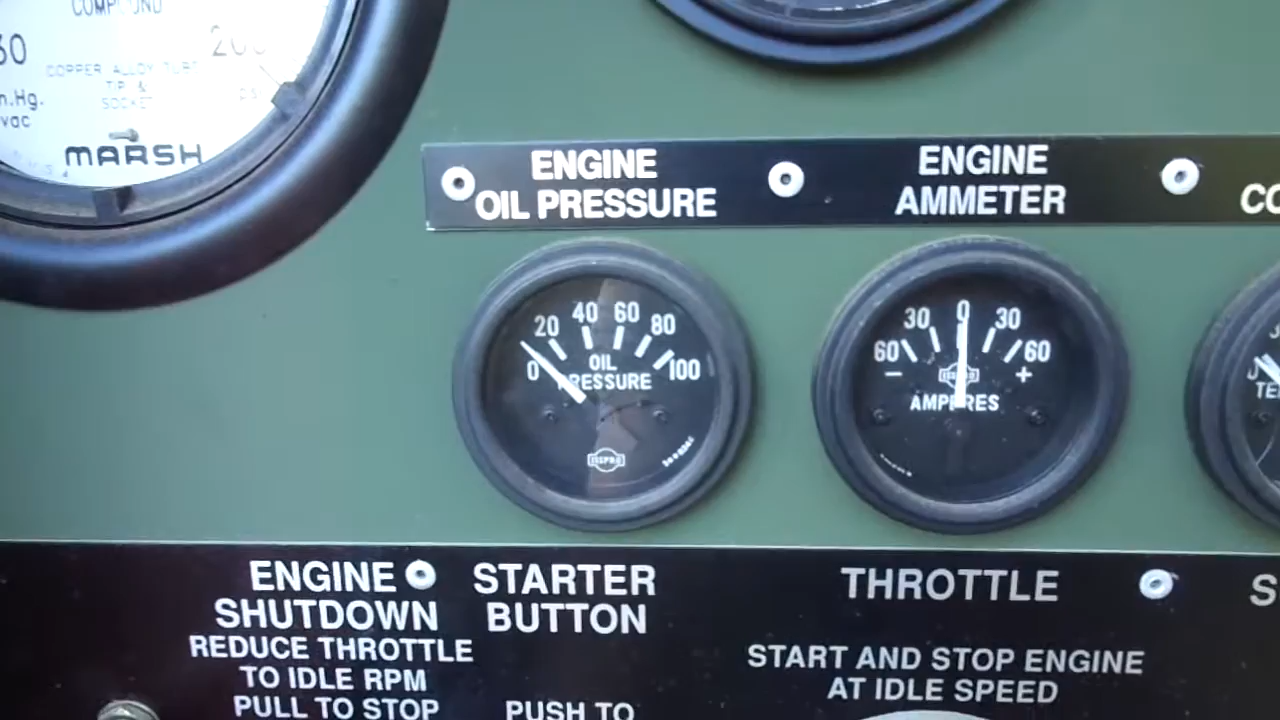 COMPOUND
200
COPPER ALLOY TUBE
TIP &
SOCKET
psi
n.Hg.
vac
MARSH
ENGINE
OIL PRESSURE
ENGINE
AMMETER
CO
0 20 40 60 80 100
OIL
PRESSURE
ISSPRO
60 30 0 30 60
- +
ISSPRO
AMPERES
ENGINE
SHUTDOWN
REDUCE THROTTLE
TO IDLE RPM
PULL TO STOP
STARTER
BUTTON
PUSH TO
THROTTLE
START AND STOP ENGINE
AT IDLE SPEED
S